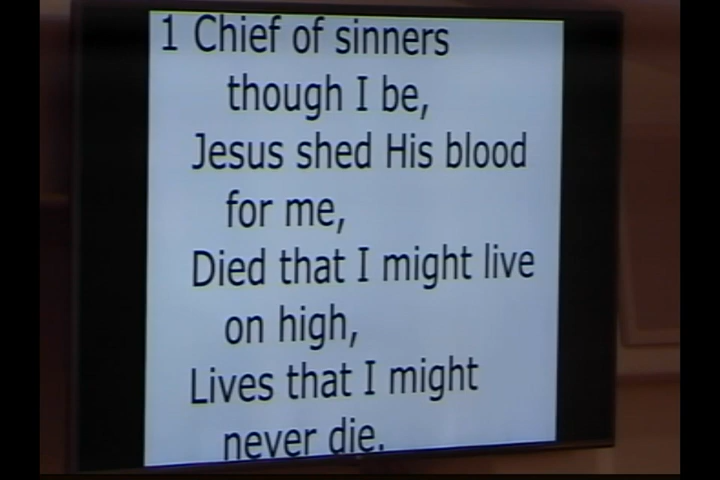 1 Chief of sinners
though I be,
Jesus shed His blood
for me,
Died that I might live
on high,
Lives that I might
never die.